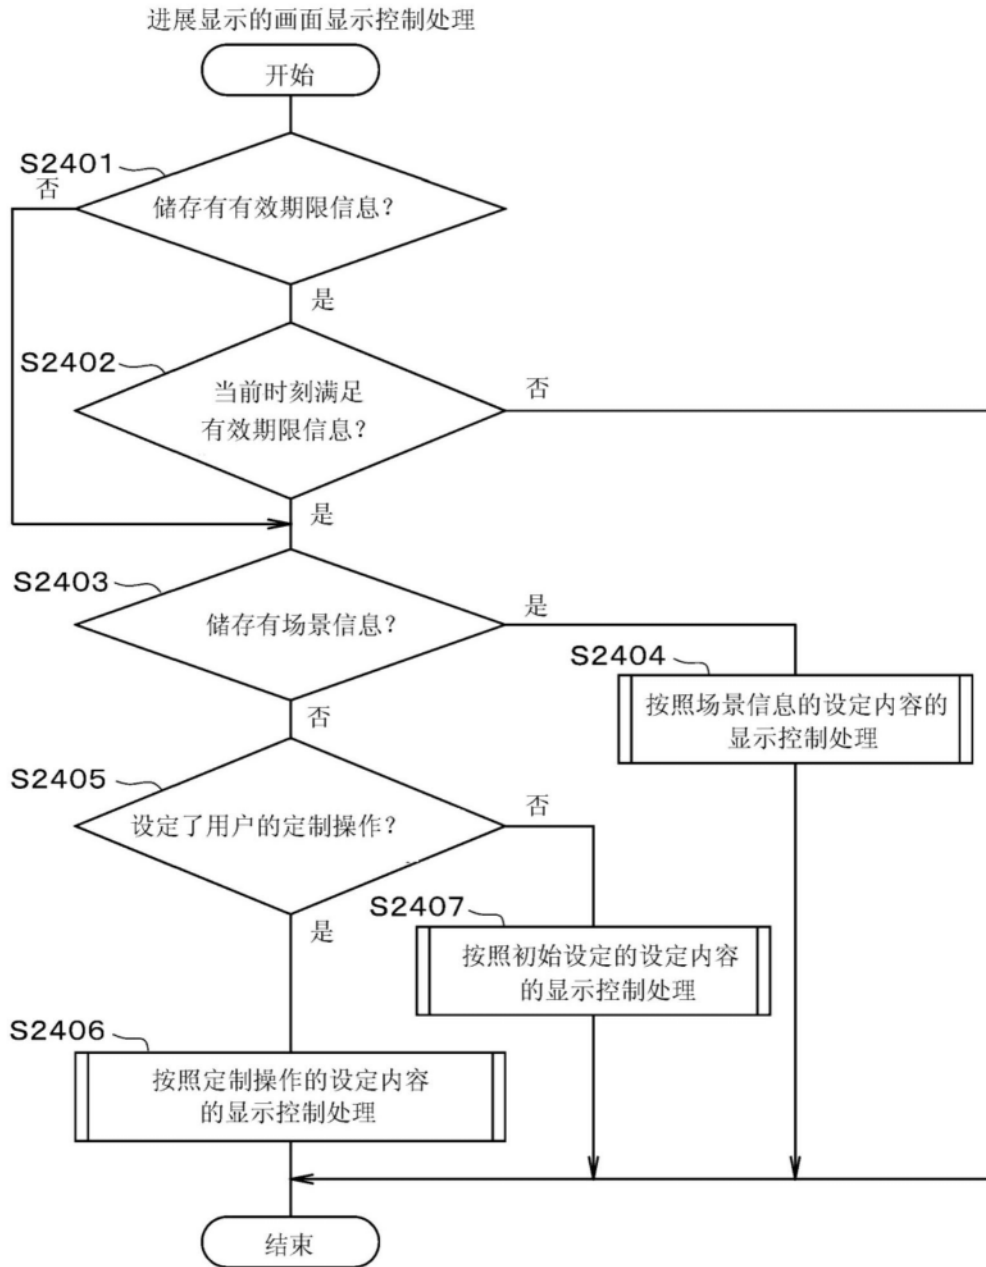 进展显示的画面显示控制处理
开始
S2401
否
储存有有效期限信息？
是
S2402
当前时刻满足
有效期限信息？
否
是
S2403
储存有场景信息？
是
S2404
按照场景信息的设定内容的
显示控制处理
否
S2405
设定了用户的定制操作？
否
是
S2407
按照初始设定的设定内容
的显示控制处理
S2406
按照定制操作的设定内容
的显示控制处理
结束